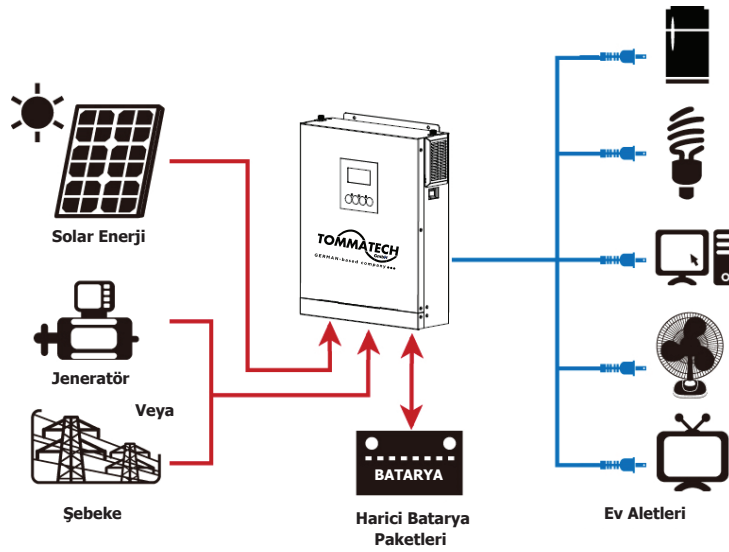 Solar Enerji
Jeneratör
Veya
Şebeke
TOMMATECH
GmbH
GERMAN-based company
BATARYA
Harici Batarya
Paketleri
Ev Aletleri